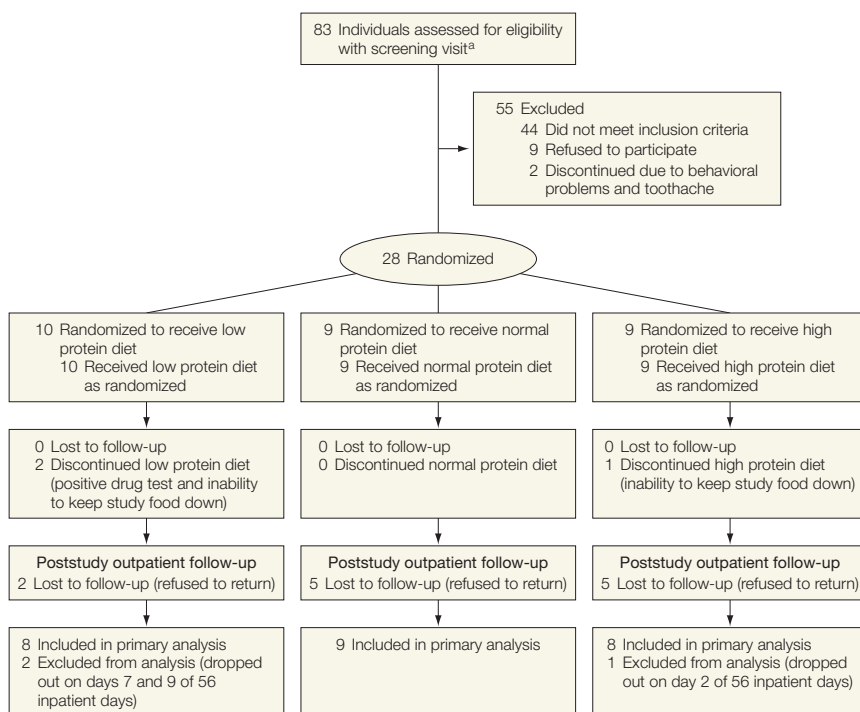 83 Individuals assessed for eligibility
with screening visitª
55 Excluded
44 Did not meet inclusion criteria
9 Refused to participate
2 Discontinued due to behavioral
problems and toothache
28 Randomized
10 Randomized to receive low
protein diet
10 Received low protein diet
as randomized
9 Randomized to receive normal
protein diet
9 Received normal protein diet
as randomized
9 Randomized to receive high
protein diet
9 Received high protein diet
as randomized
0 Lost to follow-up
2 Discontinued low protein diet
(positive drug test and inability
to keep study food down)
0 Lost to follow-up
0 Discontinued normal protein diet
0 Lost to follow-up
1 Discontinued high protein diet
(inability to keep study food down)
Poststudy outpatient follow-up
2 Lost to follow-up (refused to return)
Poststudy outpatient follow-up
5 Lost to follow-up (refused to return)
Poststudy outpatient follow-up
5 Lost to follow-up (refused to return)
8 Included in primary analysis
2 Excluded from analysis (dropped
out on days 7 and 9 of 56
inpatient days)
9 Included in primary analysis
8 Included in primary analysis
1 Excluded from analysis (dropped
out on day 2 of 56 inpatient days)